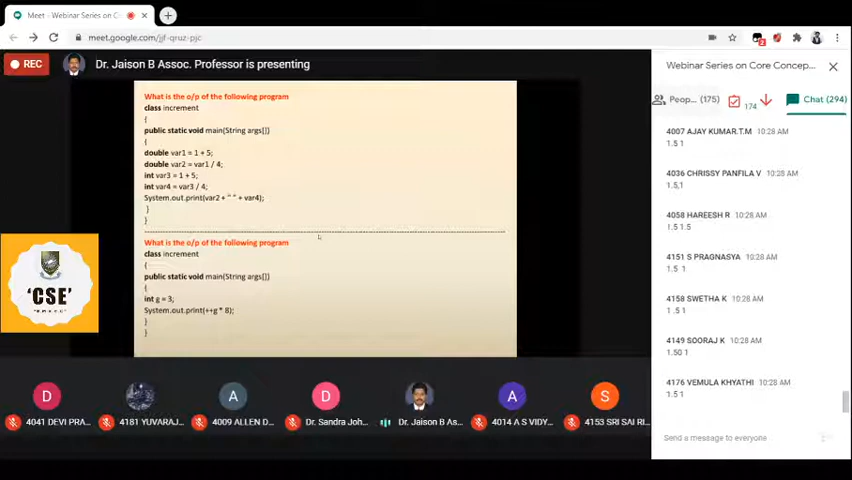 Meet - Webinar Series on C
meet.google.com/jjf-qruz-pjc
2
REC
Dr. Jaison B Assoc. Professor is presenting
What is the o/p of the following program
class increment
{
public static void main(String args[])
{
double var1 = 1 + 5;
double var2 = var1 / 4;
int var3 = 1 + 5;
int var4 = var3 / 4;
System.out.print(var2 + " " + var4);
}
}
What is the o/p of the following program
class increment
{
public static void main(String args[])
{
int g = 3;
System.out.print(++g * 8);
}
}
'CSE'
D
A
D
A
S
4041 DEVI PRA...
4181 YUVARAJ...
4009 ALLEN D...
Dr. Sandra Joh...
Dr. Jaison B As...
4014 A S VIDY...
4153 SRI SAI RI...
Webinar Series on Core Concep...
Peop... (175)
174
Chat (294)
4007 AJAY KUMAR.T.M 10:28 AM
1.5 1
4036 CHRISSY PANFILA V 10:28 AM
1.5,1
4058 HAREESH R 10:28 AM
1.5 1.5
4151 S PRAGNASYA 10:28 AM
1.5 1
4158 SWETHA K 10:28 AM
1 .5 1
4149 SOORAJ K 10:28 AM
1.50 1
4176 VEMULA KHYATHI 10:28 AM
1.5 1
Send a message to everyone